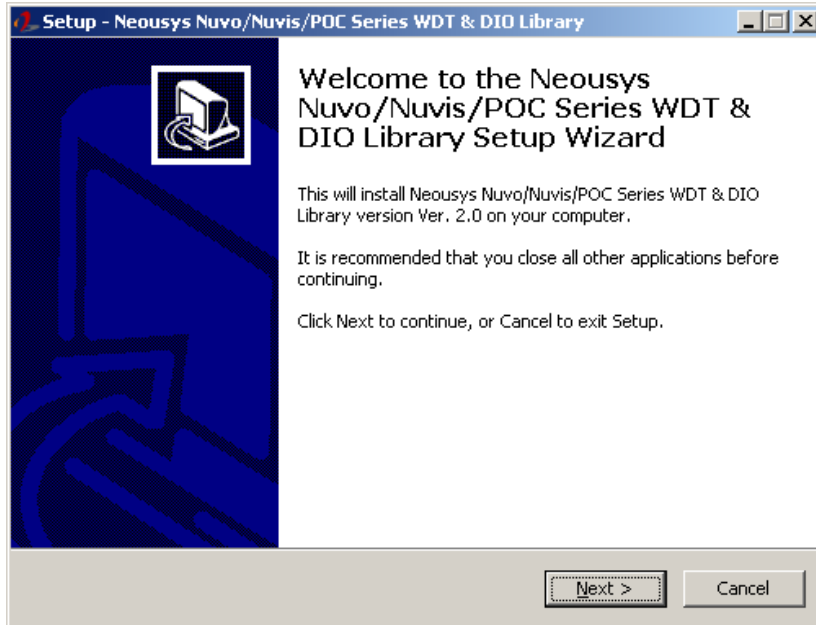 Setup - Neousys Nuvo/Nuvis/POC Series WDT & DIO Library
Welcome to the Neousys
Nuvo/Nuvis/POC Series WDT &
DIO Library Setup Wizard
This will install Neousys Nuvo/Nuvis/POC Series WDT & DIO
Library version Ver. 2.0 on your computer.
It is recommended that you close all other applications before
continuing.
Click Next to continue, or Cancel to exit Setup.
Next >
Cancel